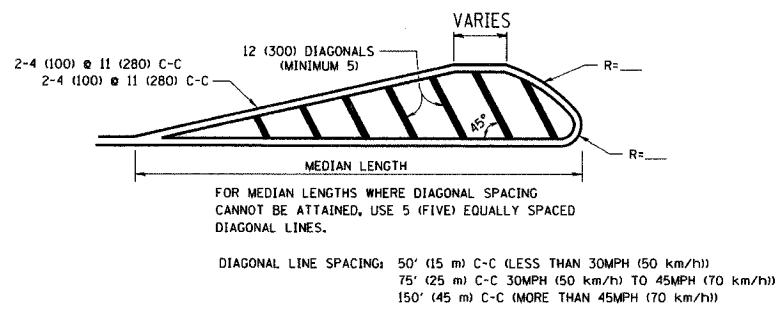 VARIES
2-4 (100) @ 11 (280) C-C
2-4 (100) @ 11 (280) C-C
12 (300) DIAGONALS
(MINIMUM 5)
R=___
45°
R=___
MEDIAN LENGTH
FOR MEDIAN LENGTHS WHERE DIAGONAL SPACING
CANNOT BE ATTAINED, USE 5 (FIVE) EQUALLY SPACED
DIAGONAL LINES.
DIAGONAL LINE SPACING: 50' (15 m) C-C (LESS THAN 30MPH (50 km/h))
75' (25 m) C-C 30MPH (50 km/h) TO 45MPH (70 km/h))
150' (45 m) C-C (MORE THAN 45MPH (70 km/h))